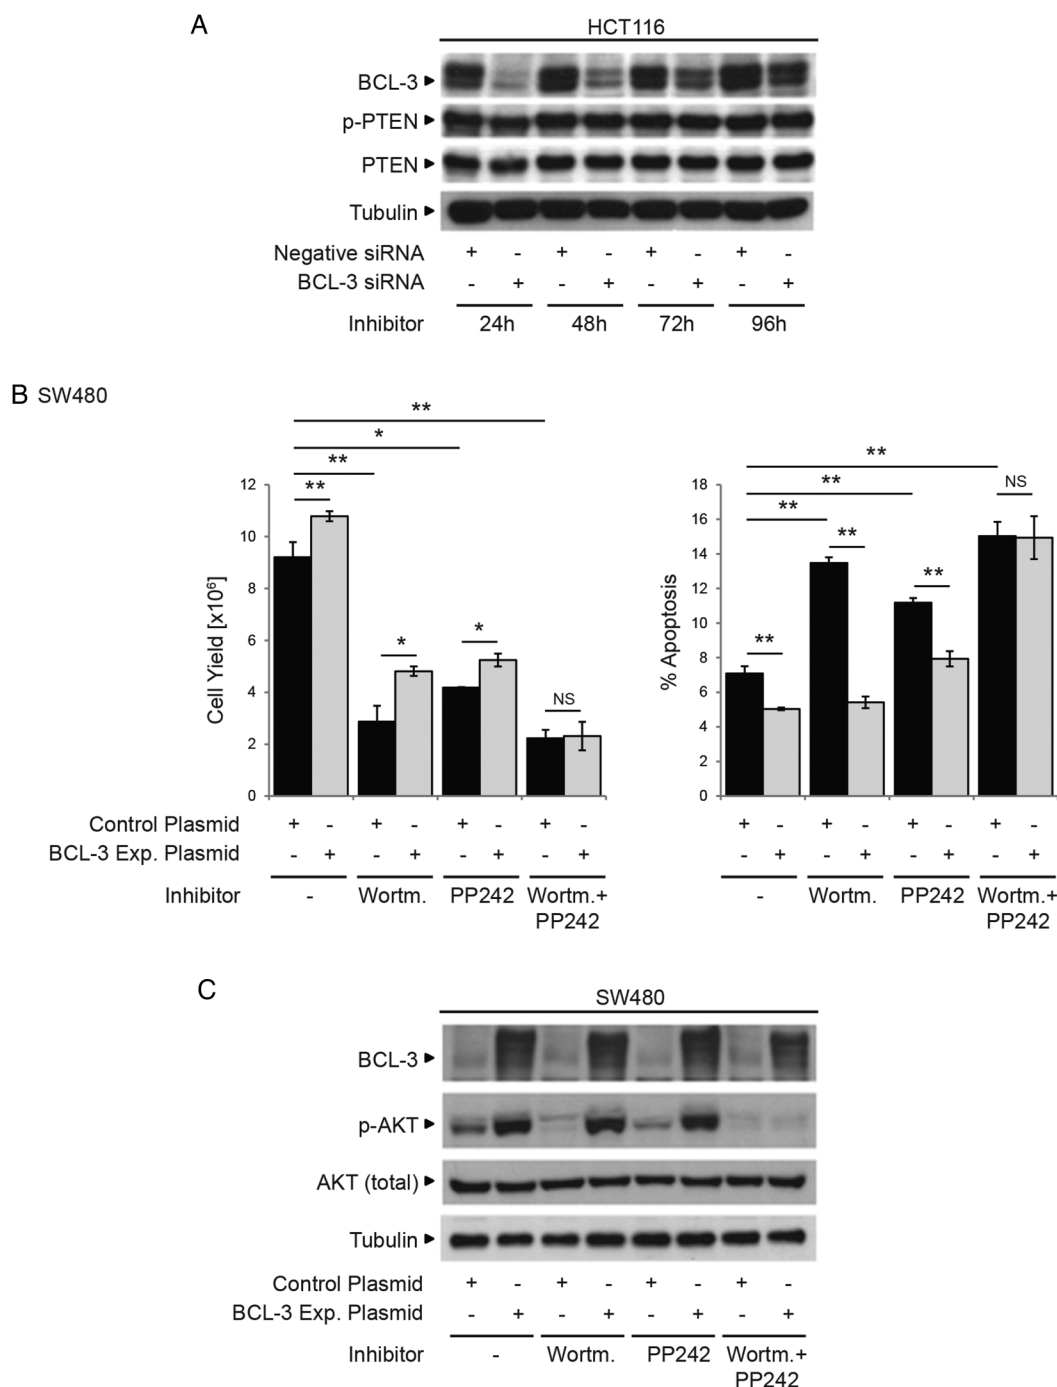 A
HCT116
BCL-3
p-PTEN
PTEN
Tubulin
Negative siRNA + - + - + - + -
BCL-3 siRNA - + - + - + - +
Inhibitor 24h 48h 72h 96h
B SW480
**
*
**
**
*
*
NS
12
10
8
6
4
2
0
Cell Yield [x10⁶]
**
**
**
**
**
**
NS
18
16
14
12
10
8
6
4
2
0
% Apoptosis
Control Plasmid + - + - + - + - + - + - + - + -
BCL-3 Exp. Plasmid - + - + - + - + - + - + - + - +
Inhibitor - Wortm. PP242 Wortm.+ - Wortm. PP242 Wortm.+
PP242 PP242
C
SW480
BCL-3
p-AKT
AKT (total)
Tubulin
Control Plasmid + - + - + - + -
BCL-3 Exp. Plasmid - + - + - + - +
Inhibitor - Wortm. PP242 Wortm.+
PP242